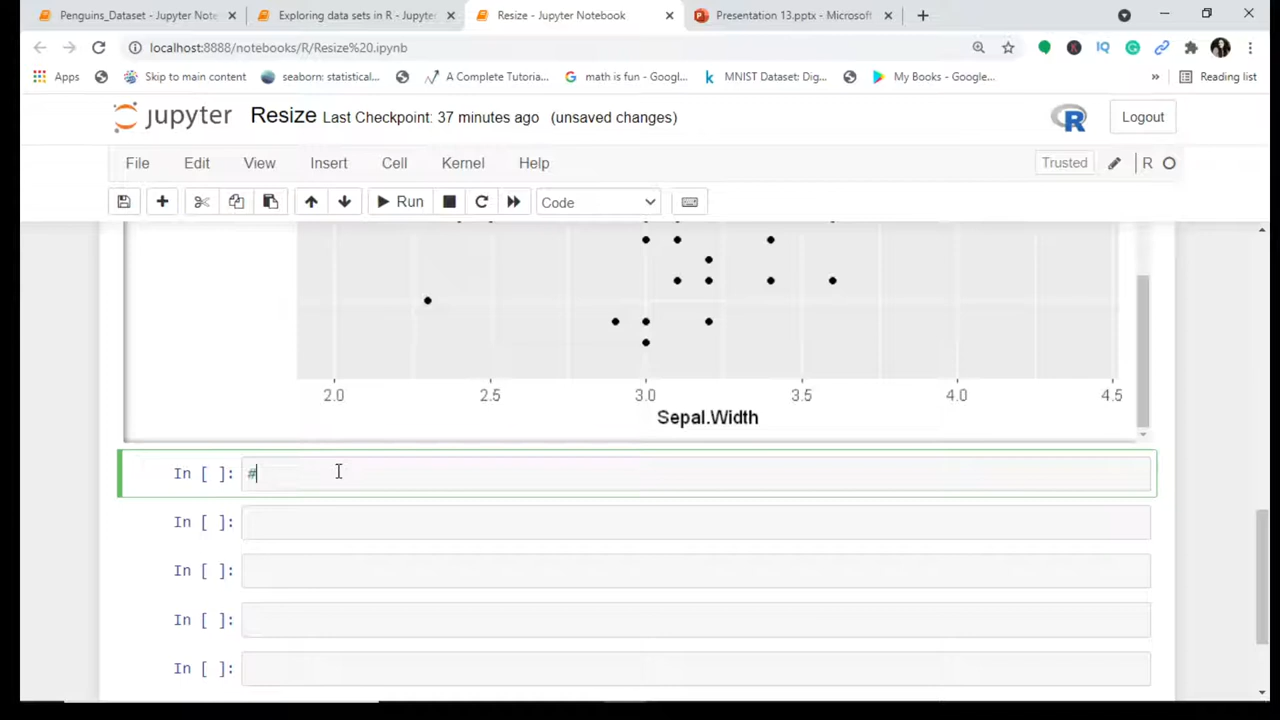 Penguins_Dataset - Jupyter Note
Exploring data sets in R - Jupyter
Resize - Jupyter Notebook
Presentation 13.pptx - Microsoft
localhost:8888/notebooks/R/Resize%20.ipynb
Apps
Skip to main content
seaborn: statistical...
A Complete Tutoria...
math is fun - Googl...
MNIST Dataset: Dig...
My Books - Google...
»
Reading list
jupyter
Resize Last Checkpoint: 37 minutes ago (unsaved changes)
R
Logout
File Edit View Insert Cell Kernel Help
Trusted
R
Run
Code
2.0 2.5 3.0 3.5 4.0 4.5
Sepal.Width
In [ ]: #
In [ ]:
In [ ]:
In [ ]:
In [ ]: